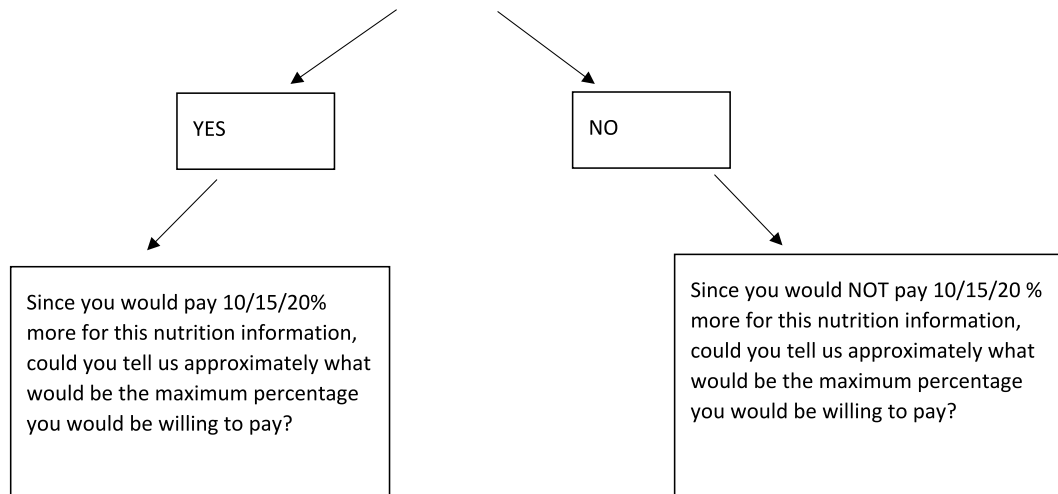 YES
NO
Since you would pay 10/15/20%
more for this nutrition information,
could you tell us approximately what
would be the maximum percentage
you would be willing to pay?
Since you would NOT pay 10/15/20 %
more for this nutrition information,
could you tell us approximately what
would be the maximum percentage
you would be willing to pay?